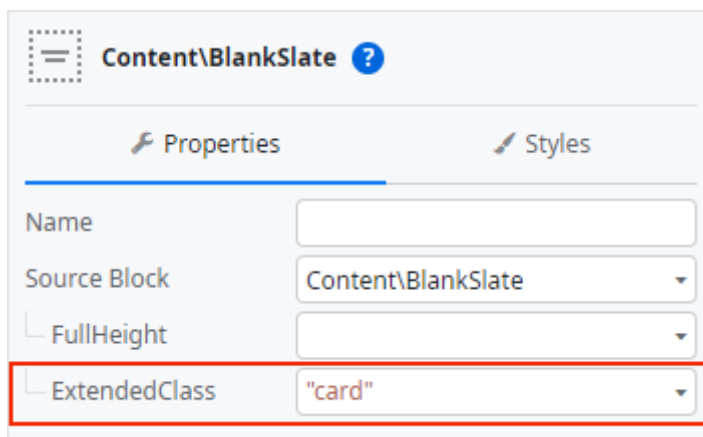 Content\BlankSlate ?
Properties
Styles
Name
Source Block Content\BlankSlate
FullHeight
ExtendedClass "card"